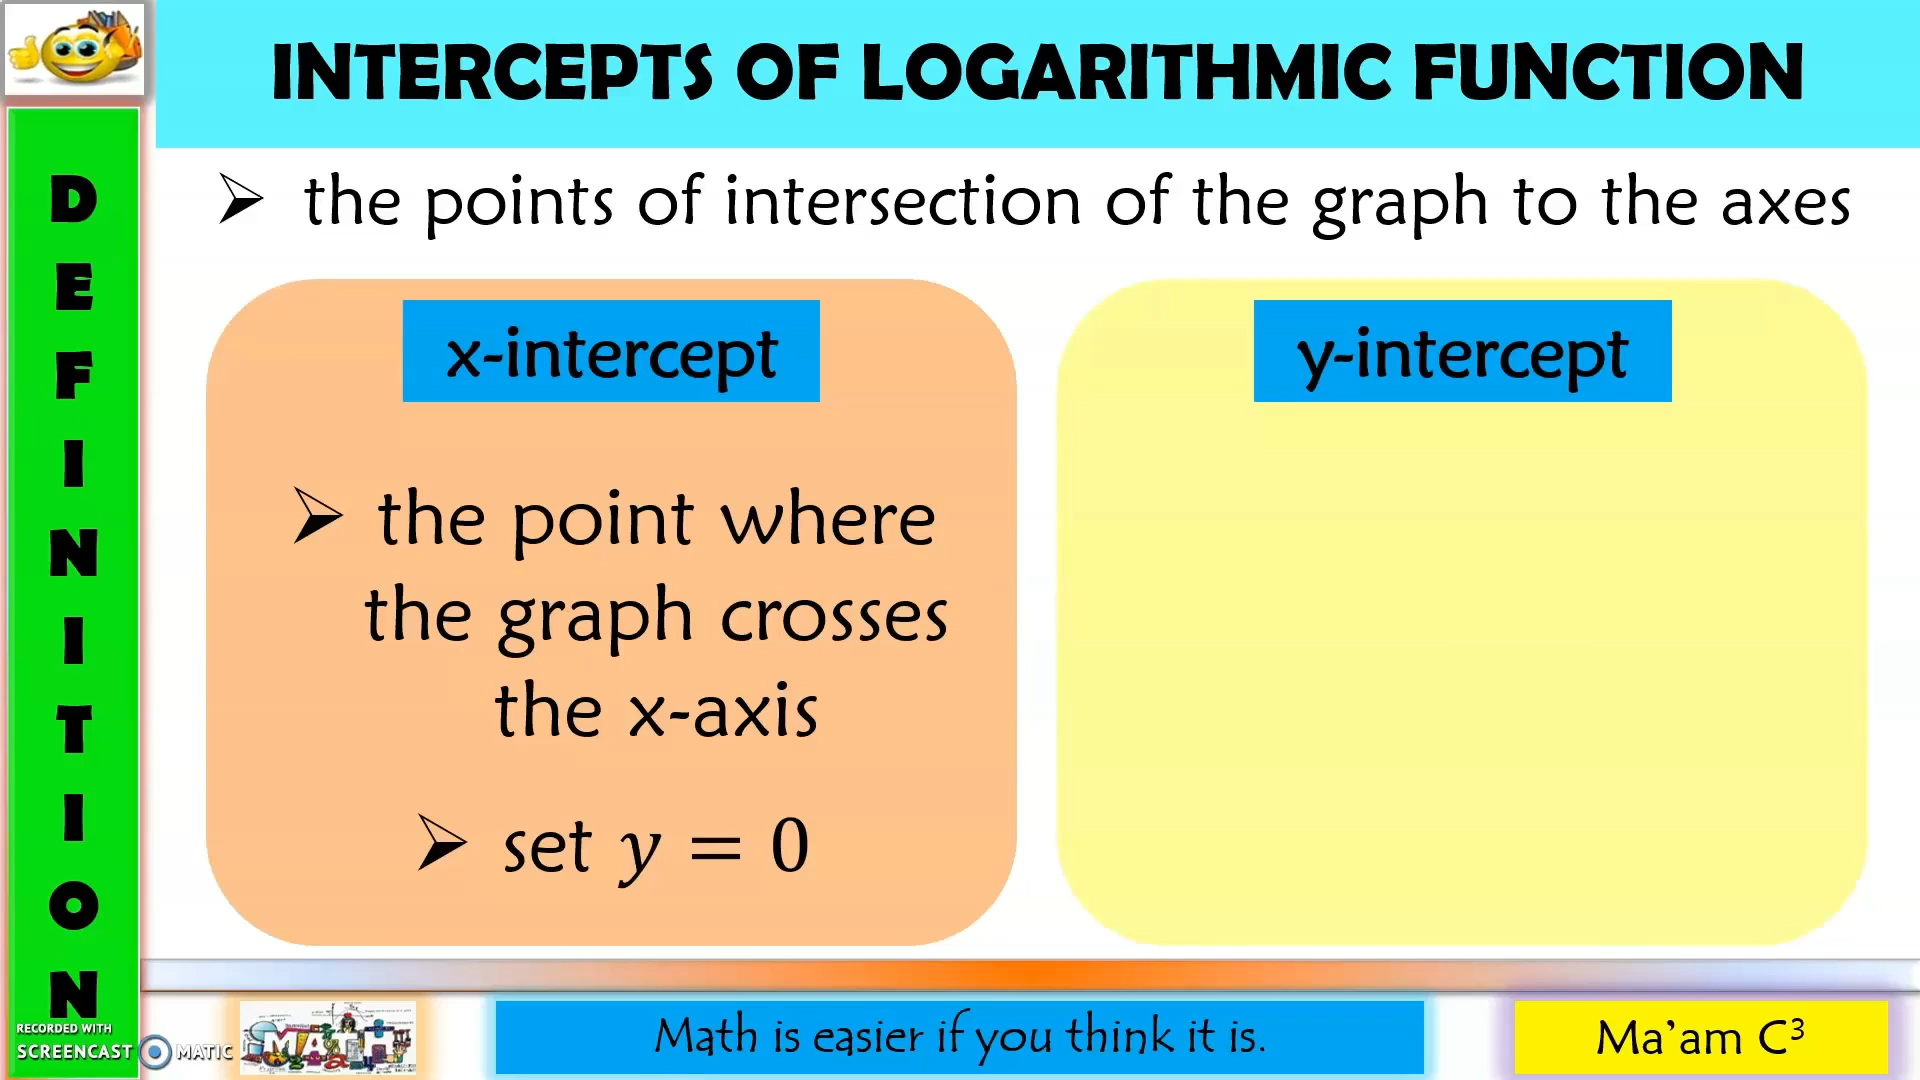 INTERCEPTS OF LOGARITHMIC FUNCTION
DEFINITION
➢ the points of intersection of the graph to the axes
x-intercept
➢ the point where
the graph crosses
the x-axis
➢ set y = 0
y-intercept
RECORDED WITH
SCREENCAST MATIC
MATH
Math is easier if you think it is.
Ma’am C³